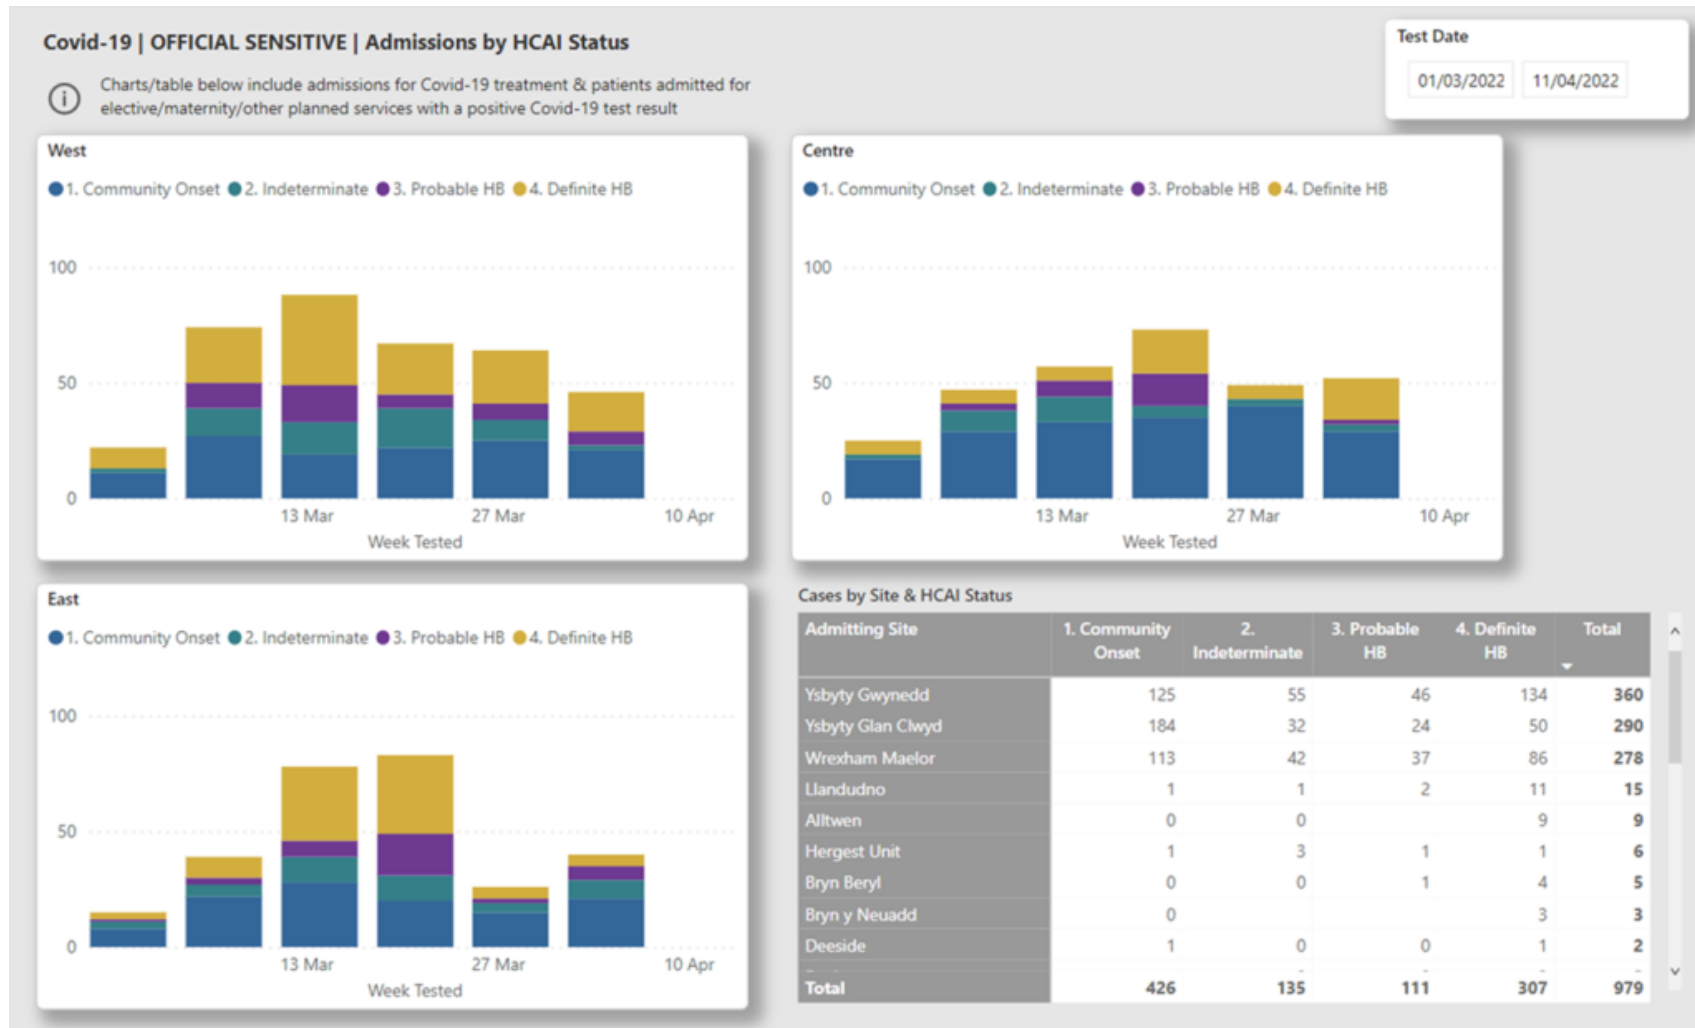 Covid-19 | OFFICIAL SENSITIVE | Admissions by HCAI Status
Charts/table below include admissions for Covid-19 treatment & patients admitted for
elective/maternity/other planned services with a positive Covid-19 test result
Test Date
01/03/2022 11/04/2022
West
1. Community Onset 2. Indeterminate 3. Probable HB 4. Definite HB
100
50
0
13 Mar 27 Mar 10 Apr
Week Tested
Centre
1. Community Onset 2. Indeterminate 3. Probable HB 4. Definite HB
100
50
0
13 Mar 27 Mar 10 Apr
Week Tested
East
1. Community Onset 2. Indeterminate 3. Probable HB 4. Definite HB
100
50
0
13 Mar 27 Mar 10 Apr
Week Tested
Cases by Site & HCAI Status
Admitting Site 1. Community 2. 3. Probable 4. Definite Total
Onset Indeterminate HB HB
Ysbyty Gwynedd 125 55 46 134 360
Ysbyty Glan Clwyd 184 32 24 50 290
Wrexham Maelor 113 42 37 86 278
Llandudno 1 1 2 11 15
Alltwen 0 0 9 9
Hergest Unit 1 3 1 1 6
Bryn Beryl 0 0 1 4 5
Bryn y Neuadd 0 3 3
Deeside 1 0 0 1 2
Total 426 135 111 307 979